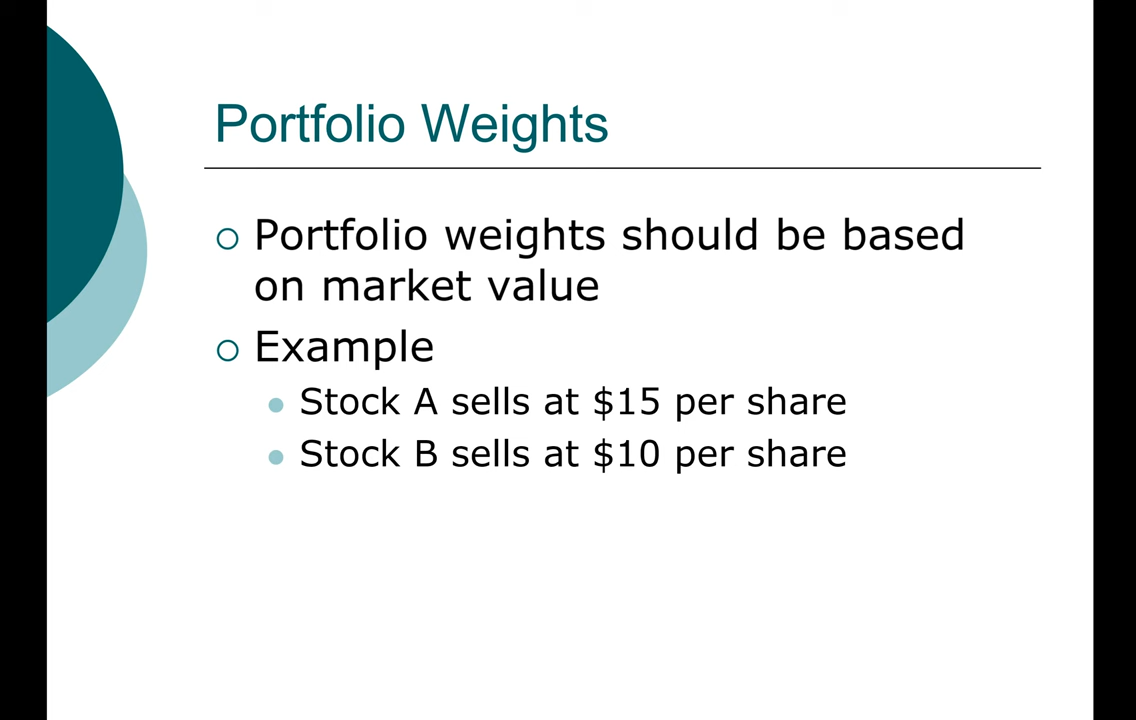 Portfolio Weights
Portfolio weights should be based
on market value
Example
Stock A sells at $15 per share
Stock B sells at $10 per share